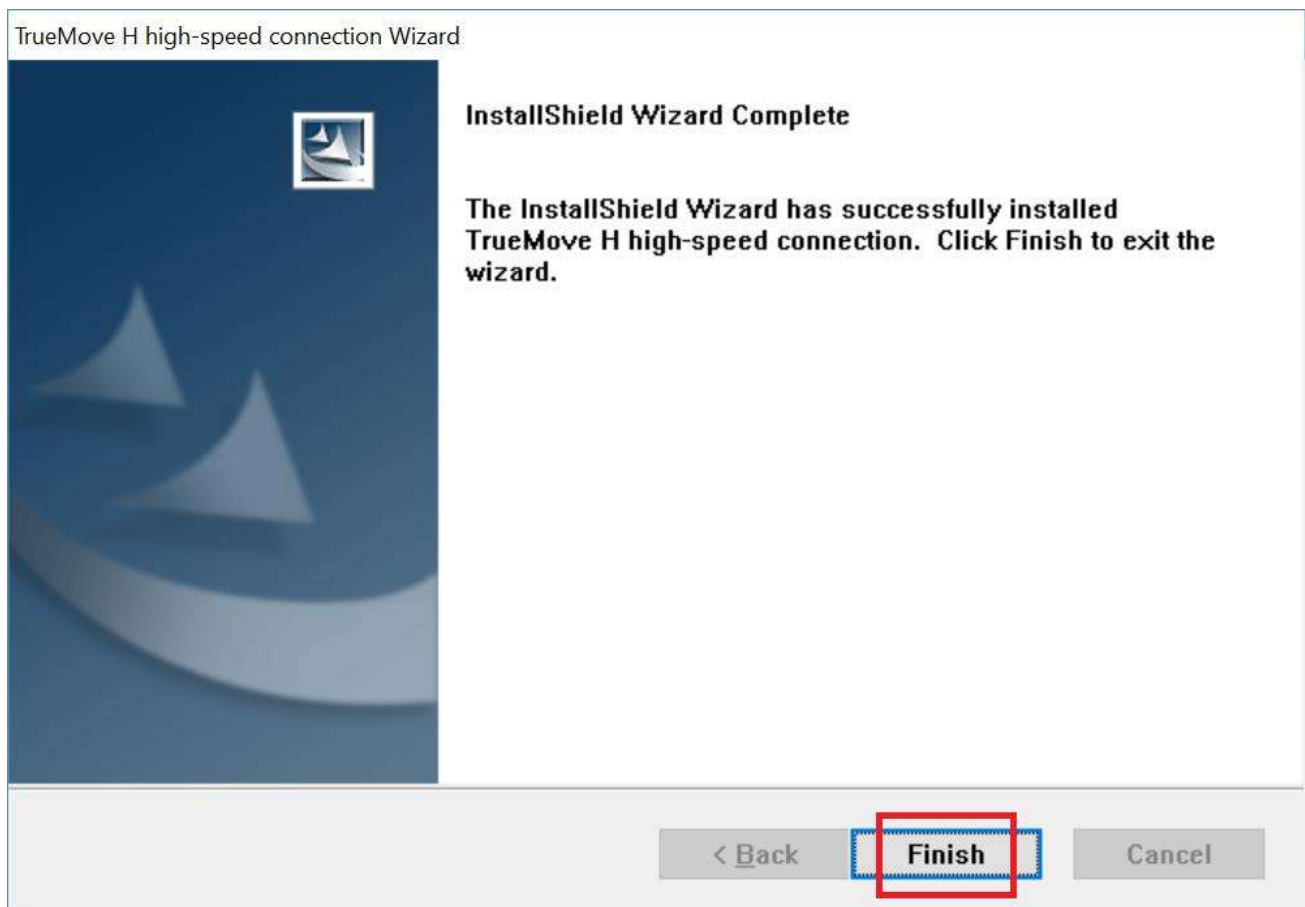 TrueMove H high-speed connection Wizard
InstallShield Wizard Complete
The InstallShield Wizard has successfully installed
TrueMove H high-speed connection. Click Finish to exit the
wizard.
< Back
Finish
Cancel